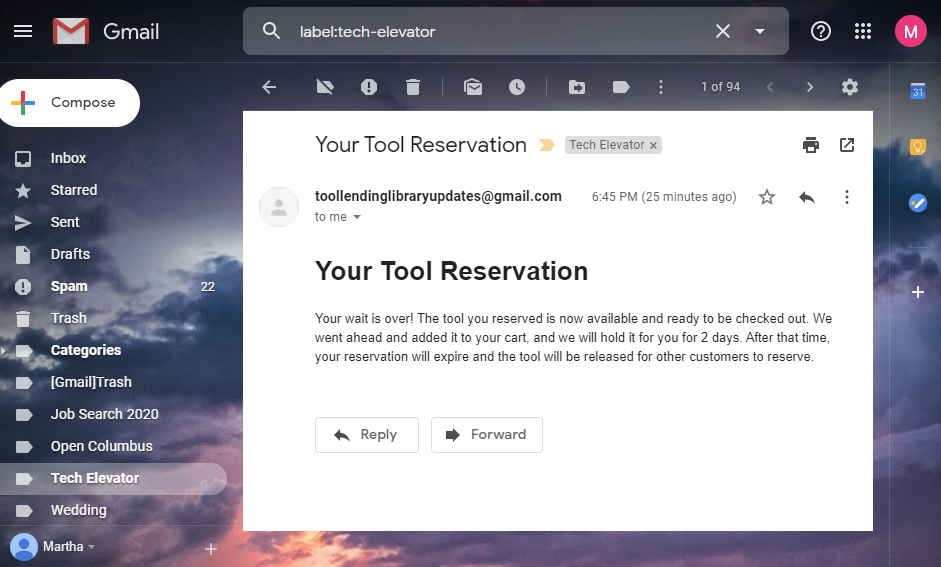 Gmail
label:tech-elevator
M
Compose
1 of 94
31
Your Tool Reservation
Tech Elevator ×
Inbox
Starred
Sent
Drafts
Spam 22
Trash
Categories
[Gmail]Trash
Job Search 2020
Open Columbus
Tech Elevator
Wedding
Martha
toollendinglibraryupdates@gmail.com 6:45 PM (25 minutes ago)
to me
Your Tool Reservation
Your wait is over! The tool you reserved is now available and ready to be checked out. We
went ahead and added it to your cart, and we will hold it for you for 2 days. After that time,
your reservation will expire and the tool will be released for other customers to reserve.
Reply
Forward